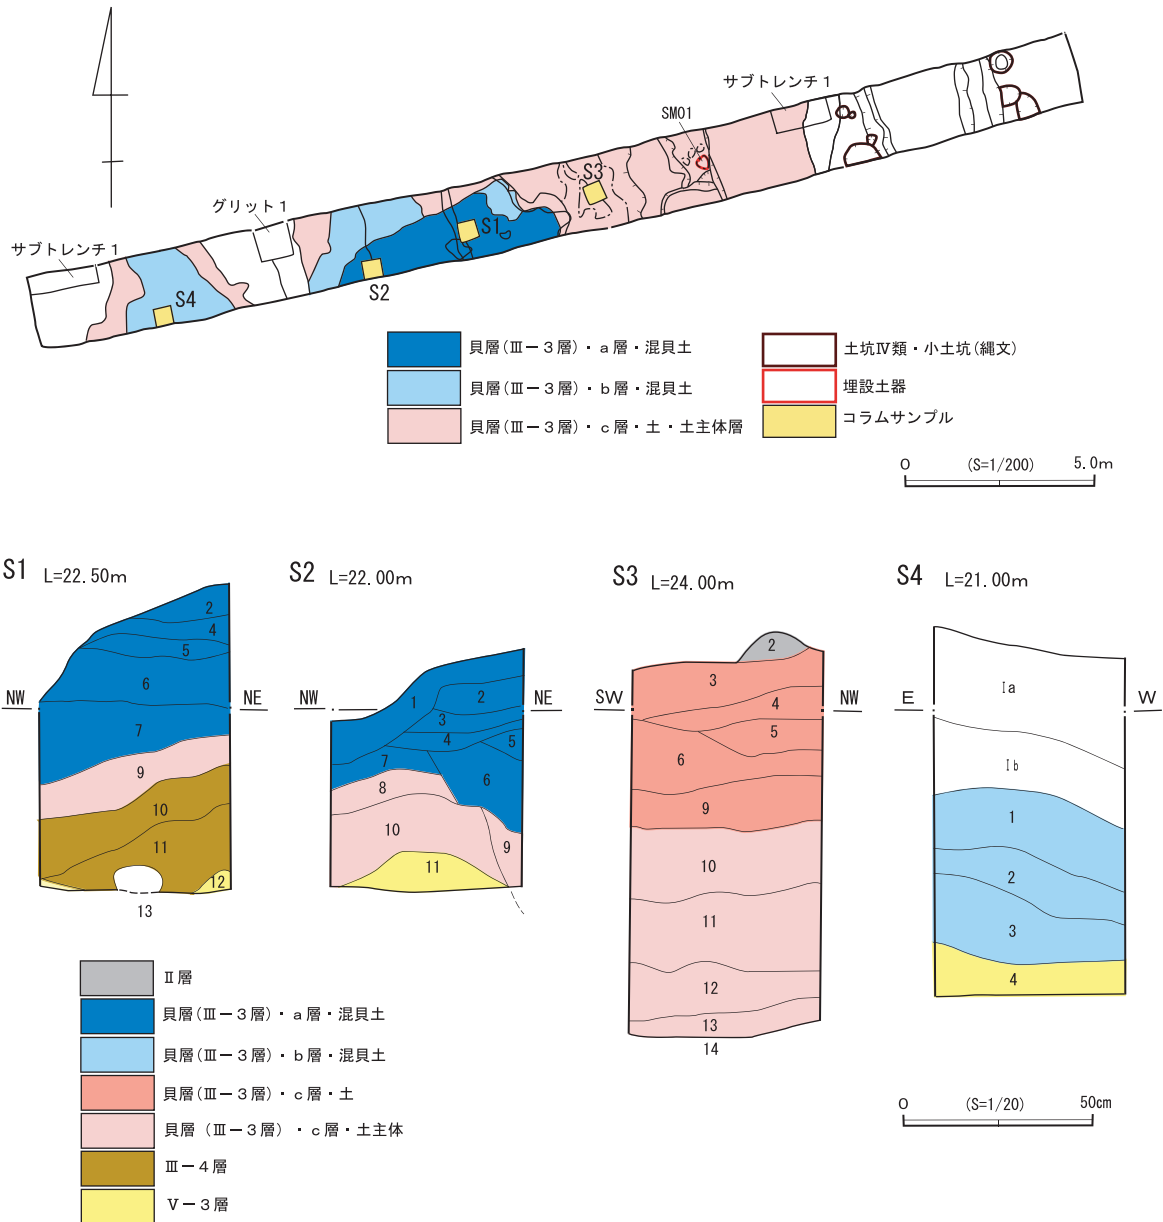 サブトレンチ1
SM01
S3
グリット1
S1
サブトレンチ1
S4
S2
貝層(Ⅲ－3層)・a層・混貝土
貝層(Ⅲ－3層)・b層・混貝土
貝層(Ⅲ－3層)・c層・土・土主体層
土坑Ⅳ類・小土坑(縄文)
埋設土器
コラムサンプル
0 (S=1/200) 5.0m
S1 L=22.50m
NW NE
2
4
5
6
7
9
10
11
12
13
S2 L=22.00m
NW NE
1
2
3
4
5
7
6
8
10
9
11
S3 L=24.00m
SW NW
2
3
4
5
6
9
10
11
12
13
14
S4 L=21.00m
E W
Ⅰa
Ⅰb
1
2
3
4
Ⅱ層
貝層(Ⅲ－3層)・a層・混貝土
貝層(Ⅲ－3層)・b層・混貝土
貝層(Ⅲ－3層)・c層・土
貝層(Ⅲ－3層)・c層・土主体
Ⅲ－4層
Ⅴ－3層
0 (S=1/20) 50cm